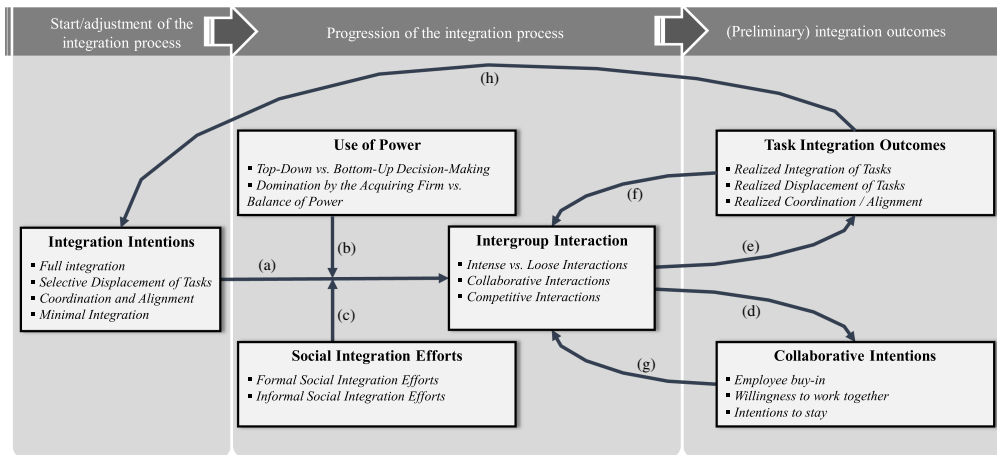 Start/adjustment of the
integration process
Progression of the integration process
(Preliminary) integration outcomes
(h)
Use of Power
▪ Top-Down vs. Bottom-Up Decision-Making
▪ Domination by the Acquiring Firm vs.
Balance of Power
Task Integration Outcomes
▪ Realized Integration of Tasks
▪ Realized Displacement of Tasks
▪ Realized Coordination / Alignment
(f)
(b)
(e)
Integration Intentions
▪ Full integration
▪ Selective Displacement of Tasks
▪ Coordination and Alignment
▪ Minimal Integration
(a)
Intergroup Interaction
▪ Intense vs. Loose Interactions
▪ Collaborative Interactions
▪ Competitive Interactions
(c)
(d)
Social Integration Efforts
▪ Formal Social Integration Efforts
▪ Informal Social Integration Efforts
(g)
Collaborative Intentions
▪ Employee buy-in
▪ Willingness to work together
▪ Intentions to stay